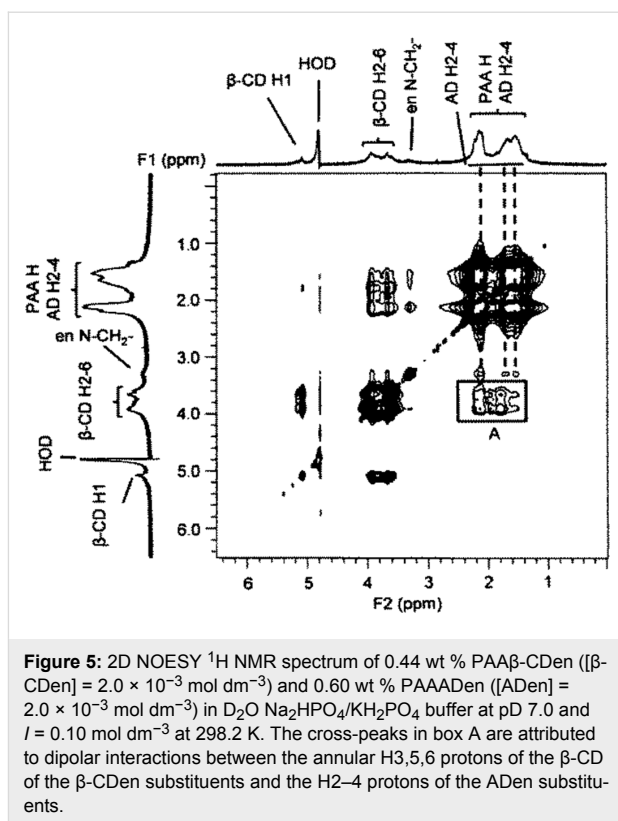 β-CD H1
HOD
β-CD H2-6
en N-CH₂-
AD H2-4
PAA H
AD H2-4
F1 (ppm)
PAA H
AD H2-4
en N-CH₂-
β-CD H2-6
HOD
β-CD H1
1.0
2.0
3.0
4.0
5.0
6.0
A
6 5 4 3 2 1
F2 (ppm)
Figure 5: 2D NOESY ¹H NMR spectrum of 0.44 wt % PAAβ-CDen ([β-
CDen] = 2.0 × 10⁻³ mol dm⁻³) and 0.60 wt % PAAADen ([ADen] =
2.0 × 10⁻³ mol dm⁻³) in D₂O Na₂HPO₄/KH₂PO₄ buffer at pD 7.0 and
I = 0.10 mol dm⁻³ at 298.2 K. The cross-peaks in box A are attributed
to dipolar interactions between the annular H3,5,6 protons of the β-CD
of the β-CDen substituents and the H2–4 protons of the ADen substitu-
ents.